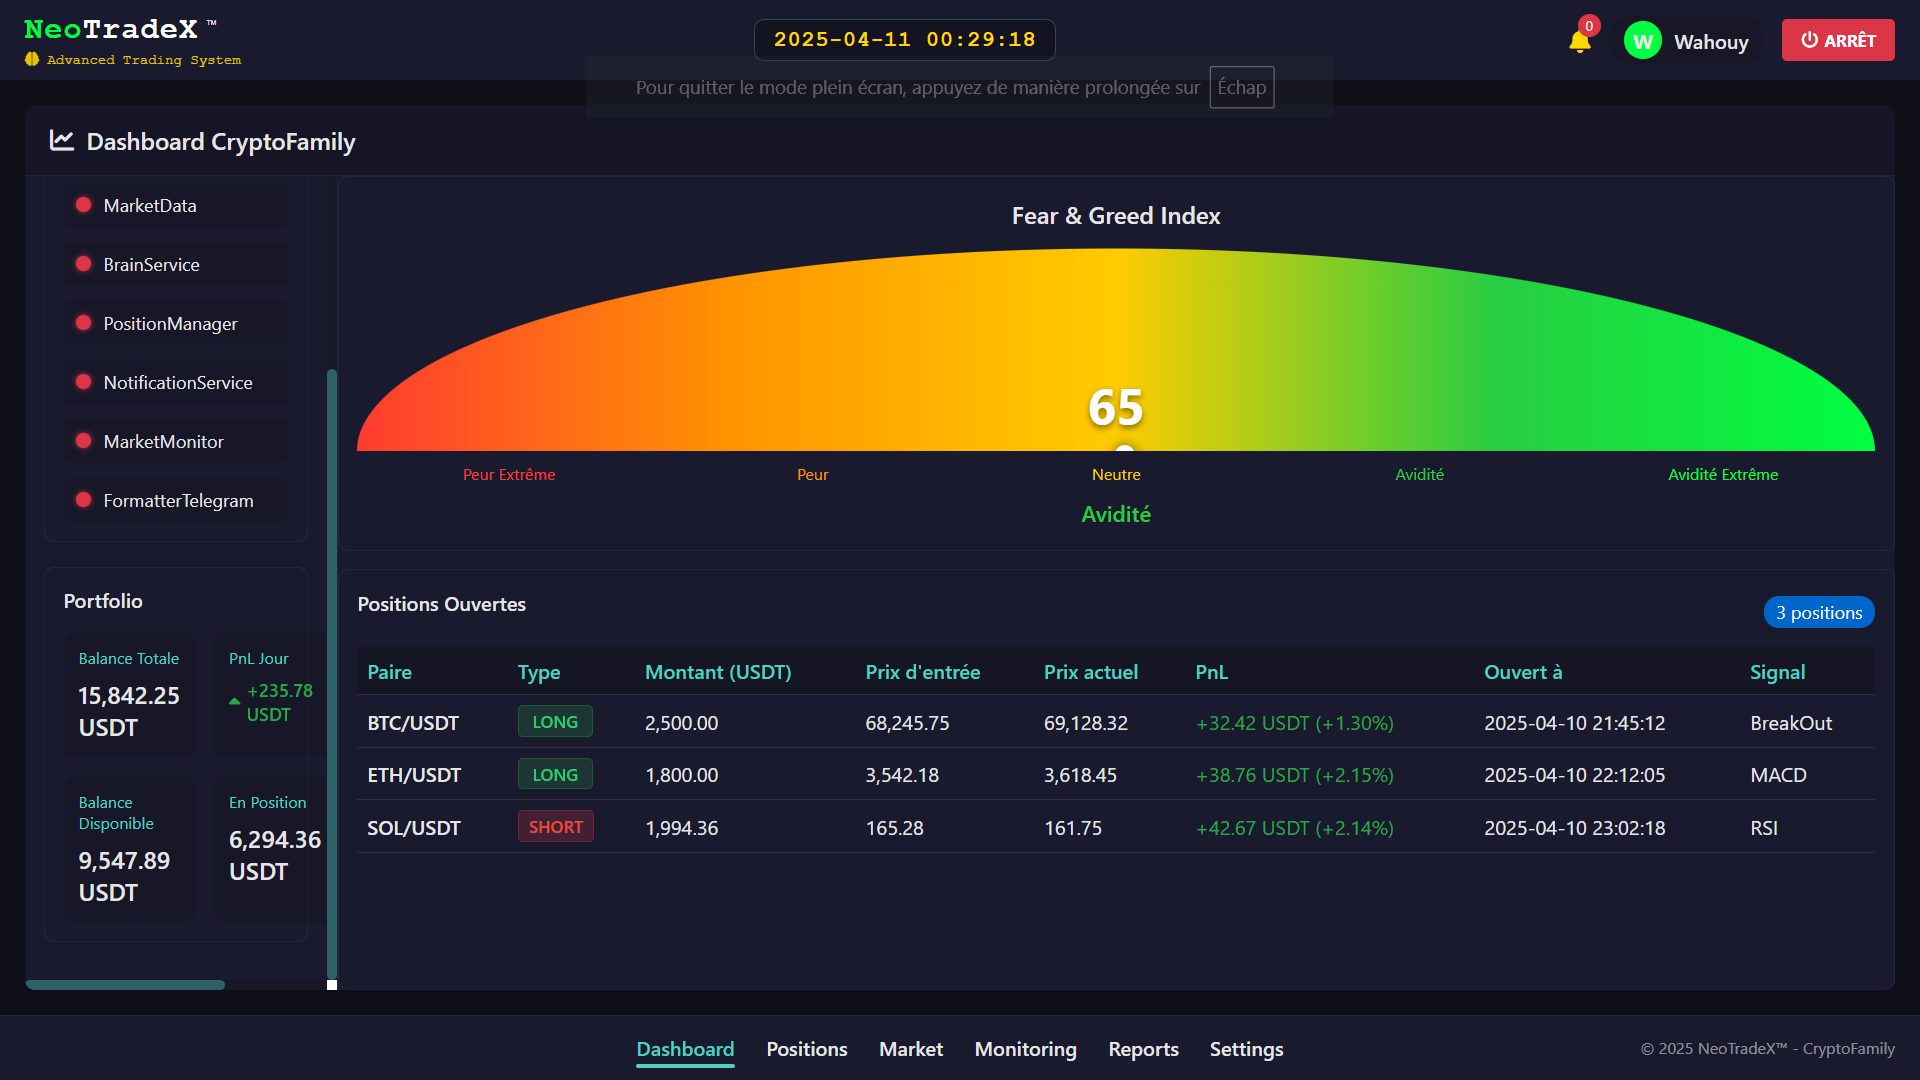 NeoTradeX™
Advanced Trading System
2025-04-11 00:29:18
0
W
Wahouy
ARRÊT
Pour quitter le mode plein écran, appuyez de manière prolongée sur Échap
Dashboard CryptoFamily
MarketData
BrainService
PositionManager
NotificationService
MarketMonitor
FormatterTelegram
Portfolio
Balance Totale
15,842.25
USDT
PnL Jour
+235.78
USDT
Balance
Disponible
9,547.89
USDT
En Position
6,294.36
USDT
Fear & Greed Index
65
Peur Extrême Peur Neutre Avidité Avidité Extrême
Avidité
Positions Ouvertes
3 positions
Paire Type Montant (USDT) Prix d'entrée Prix actuel PnL Ouvert à Signal
BTC/USDT LONG 2,500.00 68,245.75 69,128.32 +32.42 USDT (+1.30%) 2025-04-10 21:45:12 BreakOut
ETH/USDT LONG 1,800.00 3,542.18 3,618.45 +38.76 USDT (+2.15%) 2025-04-10 22:12:05 MACD
SOL/USDT SHORT 1,994.36 165.28 161.75 +42.67 USDT (+2.14%) 2025-04-10 23:02:18 RSI
Dashboard Positions Market Monitoring Reports Settings
© 2025 NeoTradeX™ - CryptoFamily